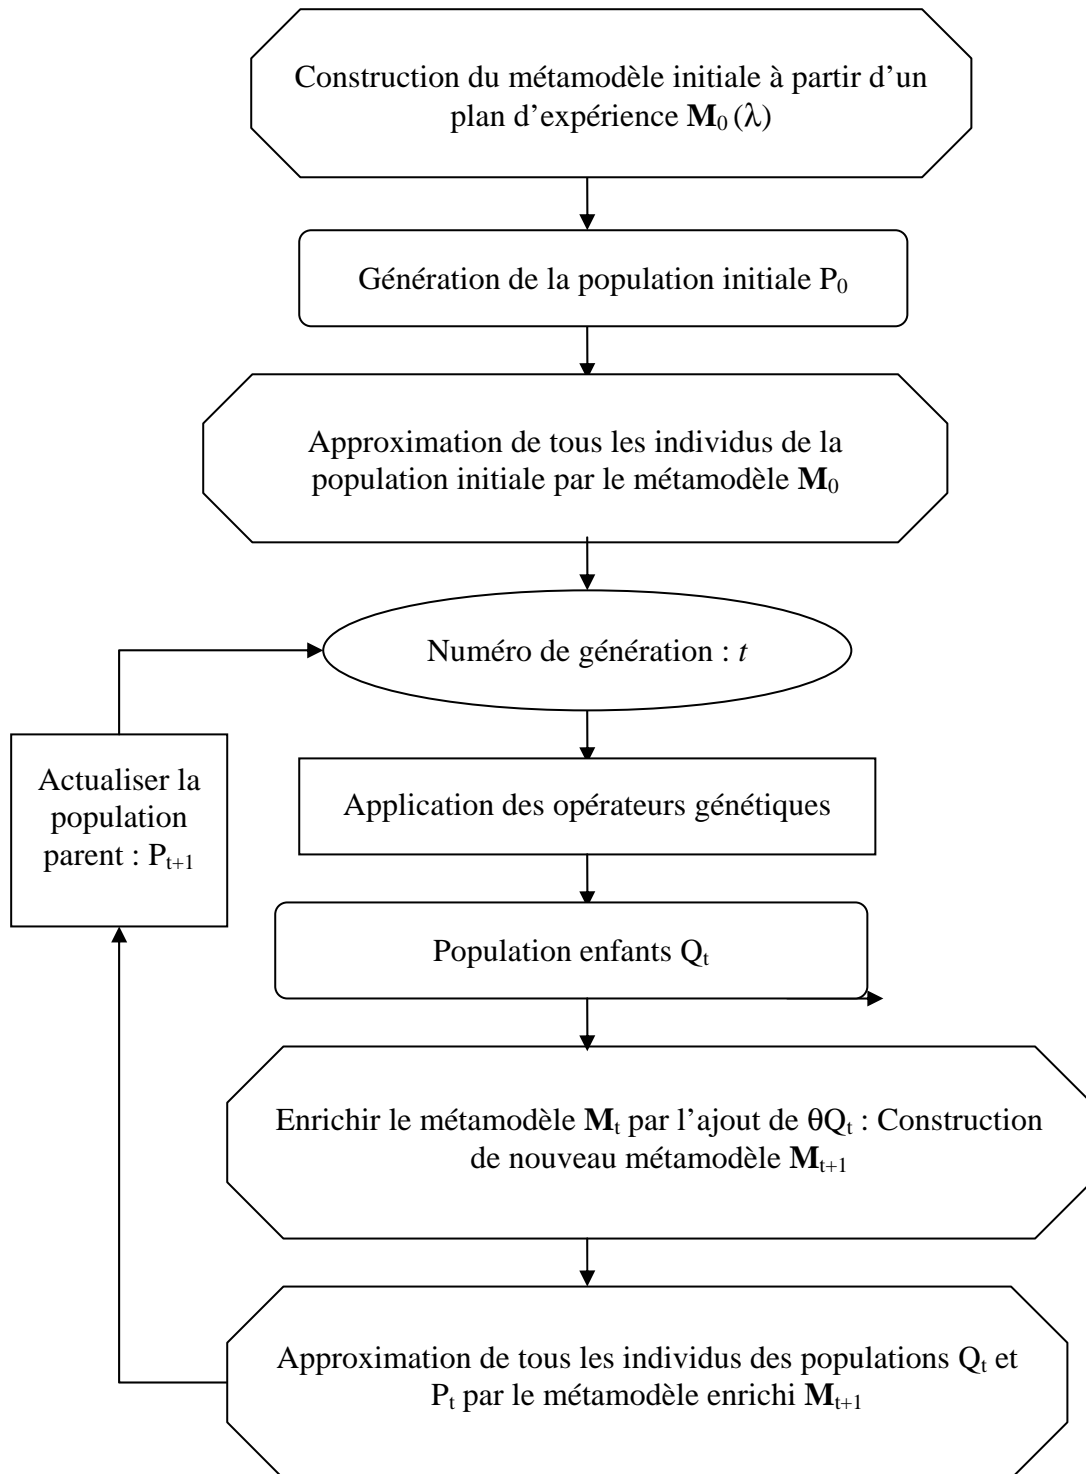 Construction du métamodèle initiale à partir d’un
plan d’expérience M0 (λ)
Génération de la population initiale P0
Approximation de tous les individus de la
population initiale par le métamodèle M0
Numéro de génération : t
Actualiser la
population
parent : Pt+1
Application des opérateurs génétiques
Population enfants Qt
Enrichir le métamodèle Mt par l’ajout de θQt : Construction
de nouveau métamodèle Mt+1
Approximation de tous les individus des populations Qt et
Pt par le métamodèle enrichi Mt+1